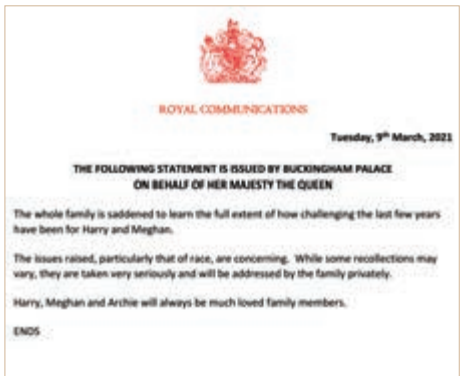 ROYAL COMMUNICATIONS
Tuesday, 9th March, 2021
THE FOLLOWING STATEMENT IS ISSUED BY BUCKINGHAM PALACE
ON BEHALF OF HER MAJESTY THE QUEEN
The whole family is saddened to learn the full extent of how challenging the last few years
have been for Harry and Meghan.
The issues raised, particularly that of race, are concerning. While some recollections may
vary, they are taken very seriously and will be addressed by the family privately.
Harry, Meghan and Archie will always be much loved family members.
ENDS